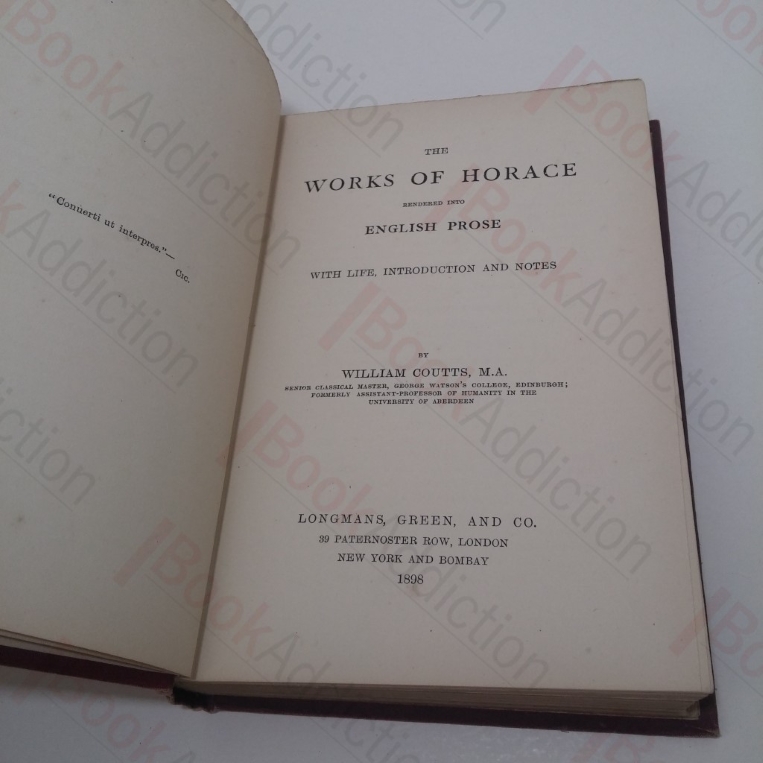 "Conuerti ut interpres."—
Cic.
THE
WORKS OF HORACE
RENDERED INTO
ENGLISH PROSE
WITH LIFE, INTRODUCTION AND NOTES
BY
WILLIAM COUTTS, M.A.
SENIOR CLASSICAL MASTER, GEORGE WATSON'S COLLEGE, EDINBURGH;
FORMERLY ASSISTANT-PROFESSOR OF HUMANITY IN THE
UNIVERSITY OF ABERDEEN
LONGMANS, GREEN, AND CO.
39 PATERNOSTER ROW, LONDON
NEW YORK AND BOMBAY
1898
BookAddiction